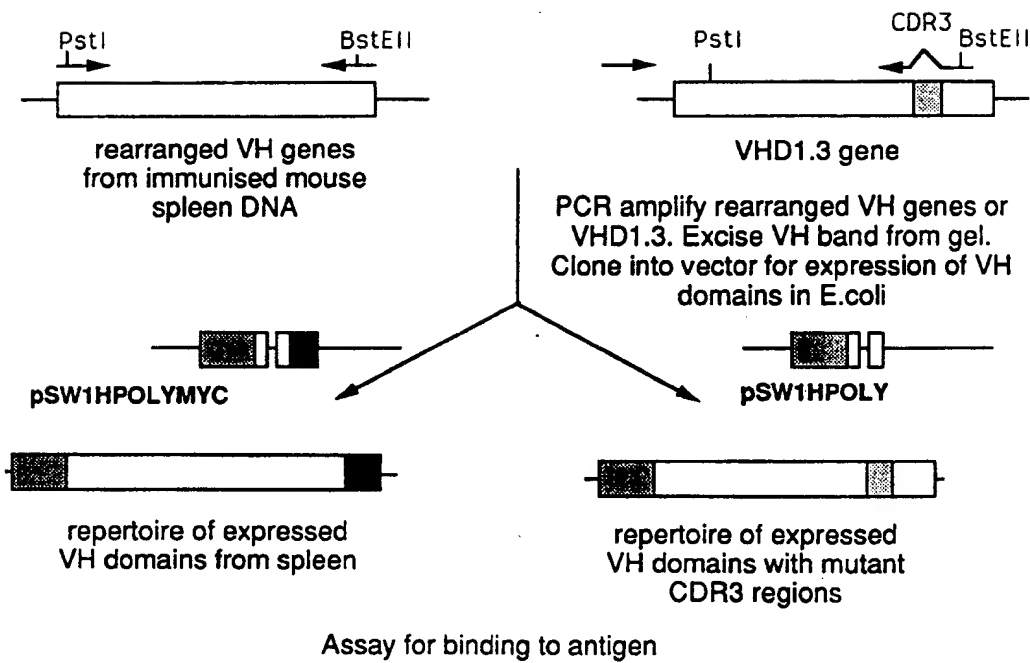 PstI
BstEII
rearranged VH genes
from immunised mouse
spleen DNA
CDR3
PstI
BstEII
VHD1.3 gene
PCR amplify rearranged VH genes or
VHD1.3. Excise VH band from gel.
Clone into vector for expression of VH
domains in E.coli
pSW1HPOLYMYC
pSW1HPOLY
repertoire of expressed
VH domains from spleen
repertoire of expressed
VH domains with mutant
CDR3 regions
Assay for binding to antigen